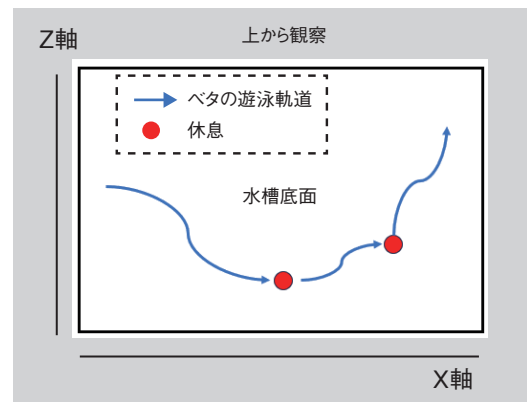 Z軸
上から観察
ベタの遊泳軌道
休息
水槽底面
X軸